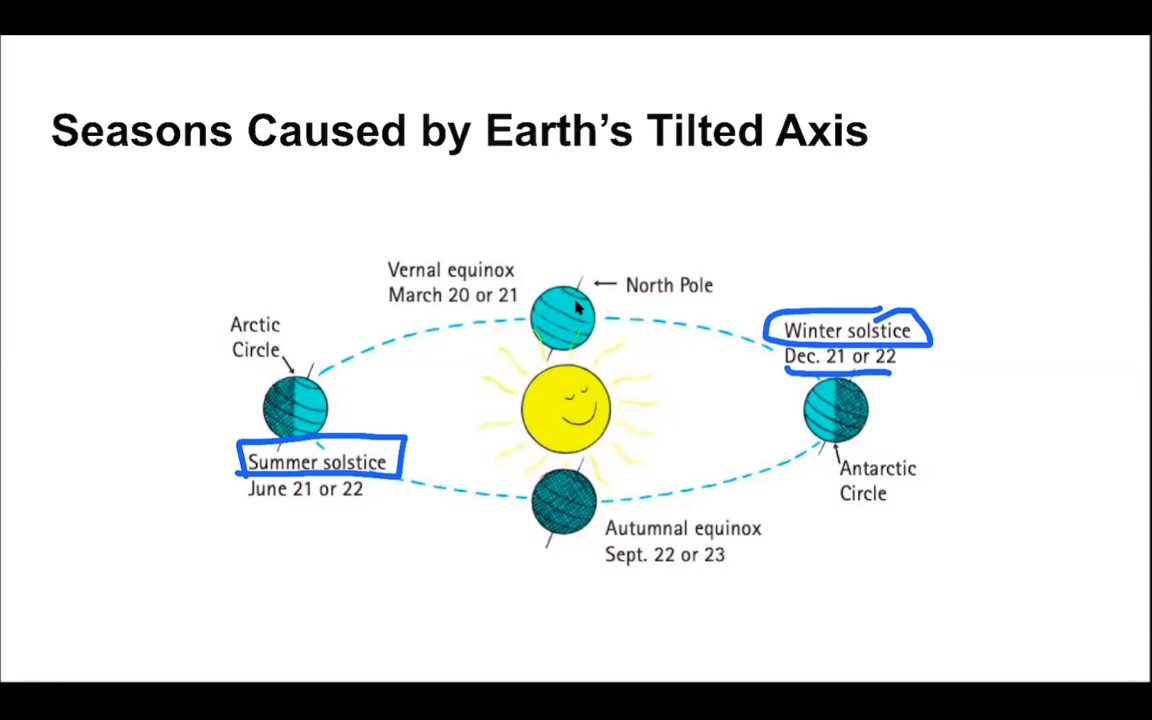 Seasons Caused by Earth's Tilted Axis
Vernal equinox
March 20 or 21
North Pole
Arctic
Circle
Winter solstice
Dec. 21 or 22
Summer solstice
June 21 or 22
Antarctic
Circle
Autumnal equinox
Sept. 22 or 23